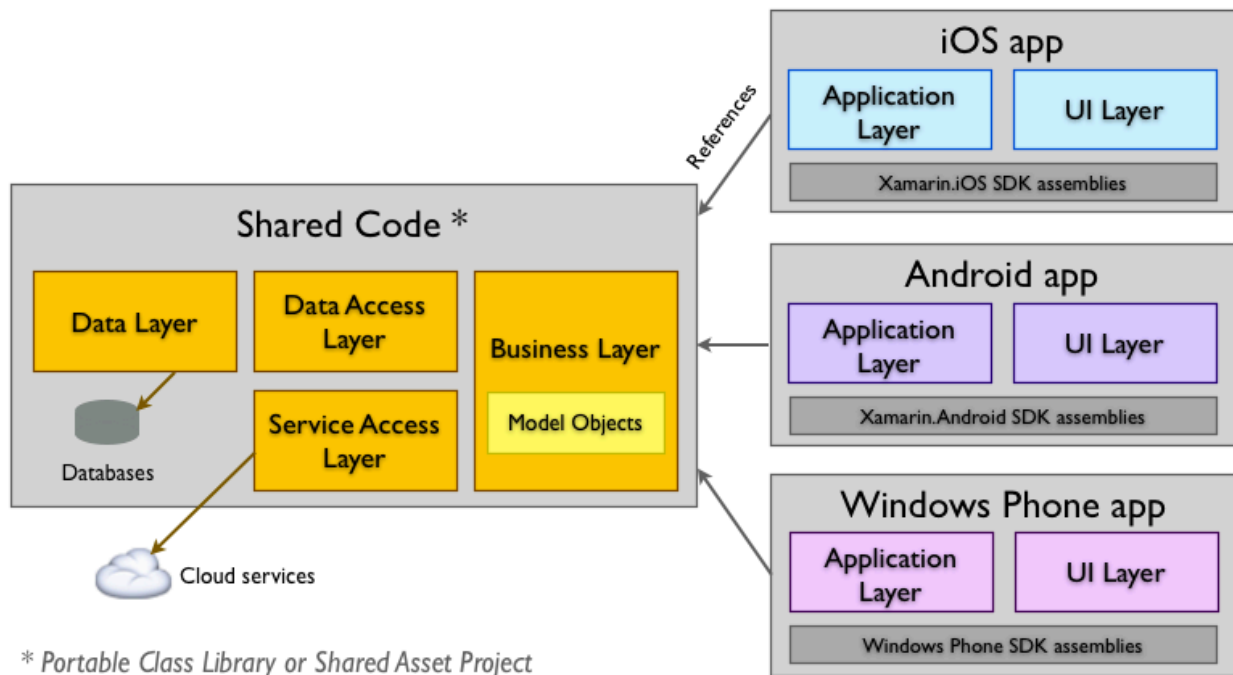 iOS app
Application
Layer
UI Layer
Xamarin.iOS SDK assemblies
References
Shared Code *
Data Layer
Data Access
Layer
Business Layer
Model Objects
Service Access
Layer
Databases
Cloud services
Android app
Application
Layer
UI Layer
Xamarin.Android SDK assemblies
Windows Phone app
Application
Layer
UI Layer
Windows Phone SDK assemblies
* Portable Class Library or Shared Asset Project